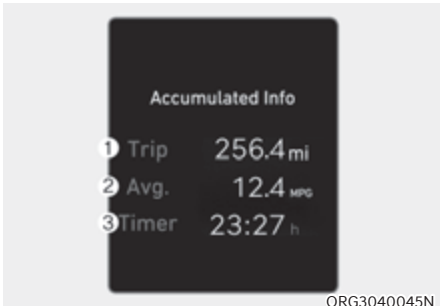 Accumulated Info
1 Trip 256.4 mi
2 Avg. 12.4 MPG
3 Timer 23:27 h
ORG3040045N